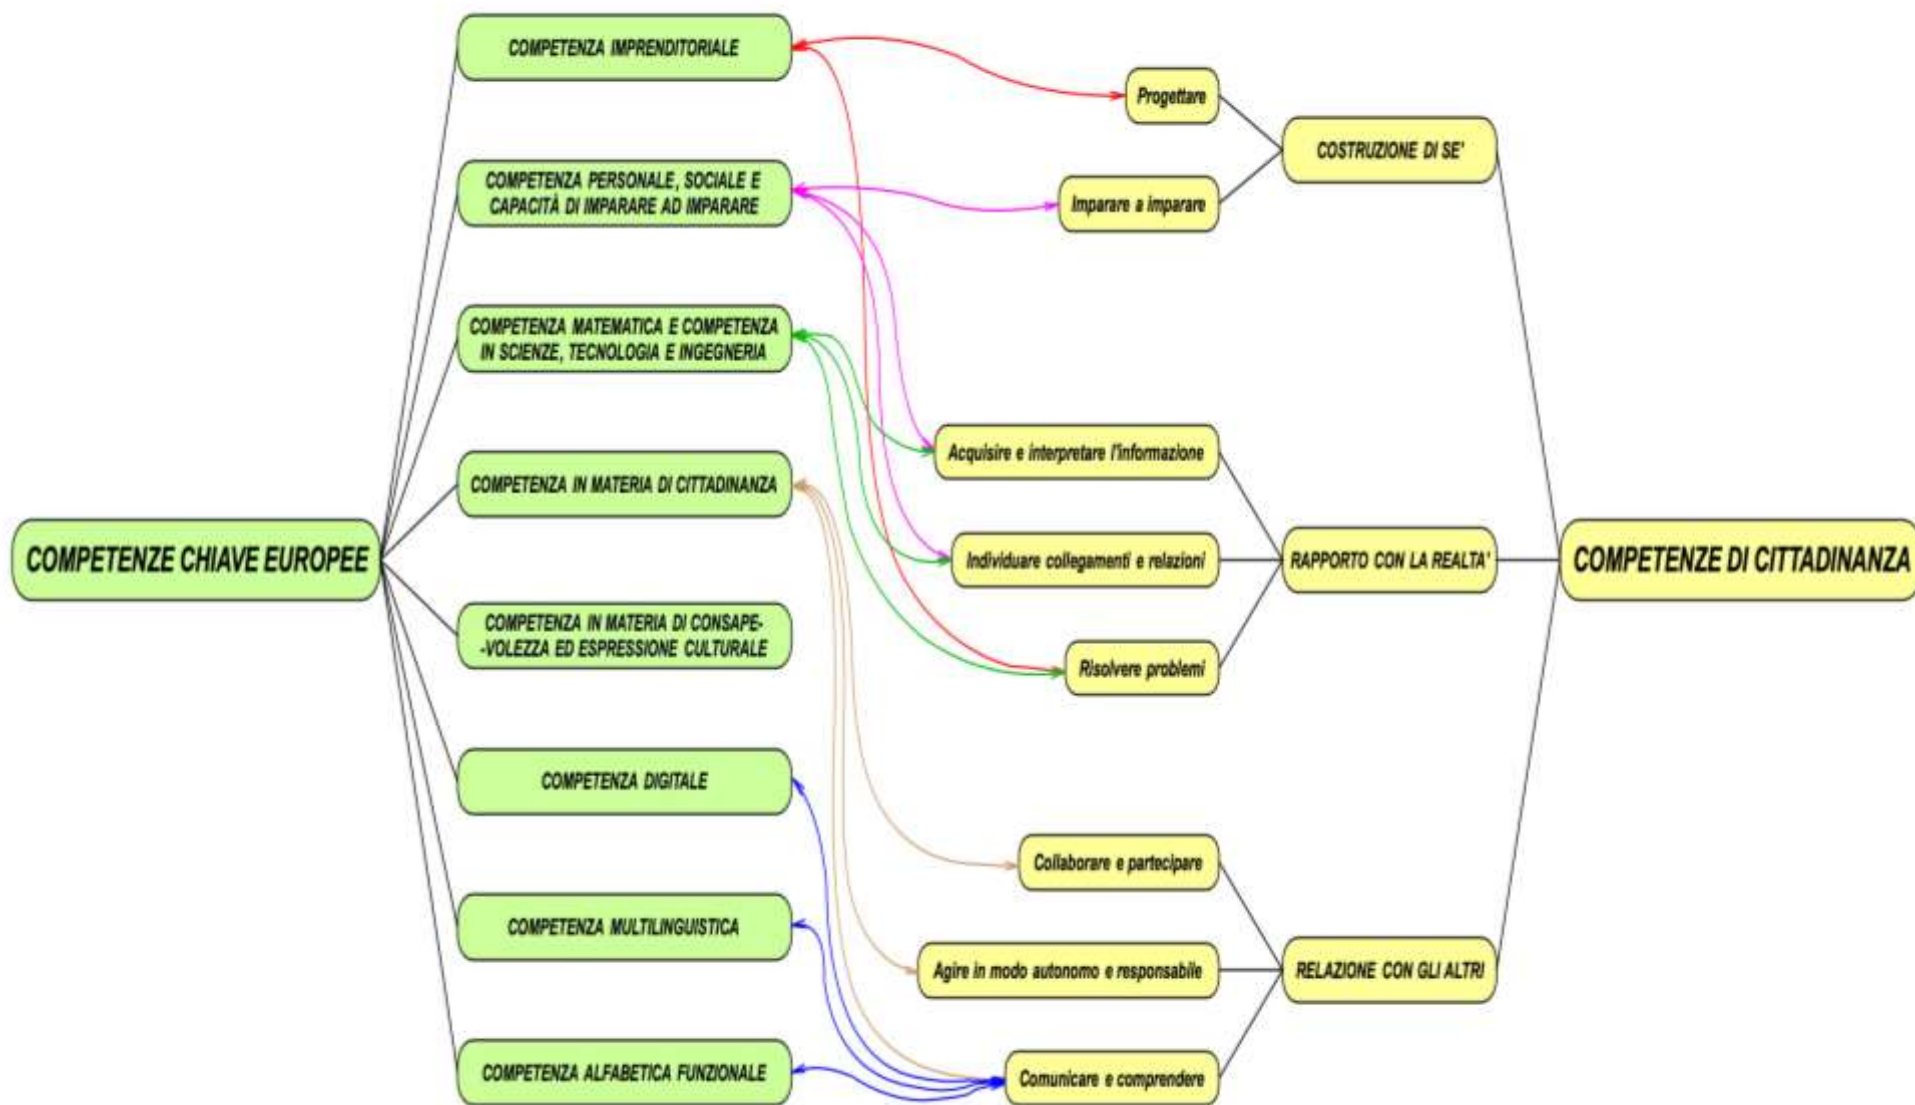 COMPETENZE CHIAVE EUROPEE
COMPETENZA IMPRENDITORIALE
COMPETENZA PERSONALE, SOCIALE E
CAPACITÀ DI IMPARARE AD IMPARARE
COMPETENZA MATEMATICA E COMPETENZA
IN SCIENZE, TECNOLOGIA E INGEGNERIA
COMPETENZA IN MATERIA DI CITTADINANZA
COMPETENZA IN MATERIA DI CONSAPE-
-VOLEZZA ED ESPRESSIONE CULTURALE
COMPETENZA DIGITALE
COMPETENZA MULTILINGUISTICA
COMPETENZA ALFABETICA FUNZIONALE
Progettare
Imparare a imparare
Acquisire e interpretare l'informazione
Individuare collegamenti e relazioni
Risolvere problemi
Collaborare e partecipare
Agire in modo autonomo e responsabile
Comunicare e comprendere
COSTRUZIONE DI SE'
RAPPORTO CON LA REALTA'
RELAZIONE CON GLI ALTRI
COMPETENZE DI CITTADINANZA